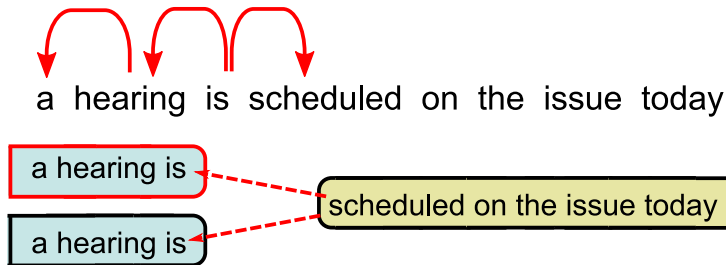 a hearing is scheduled on the issue today
a hearing is
scheduled on the issue today
a hearing is